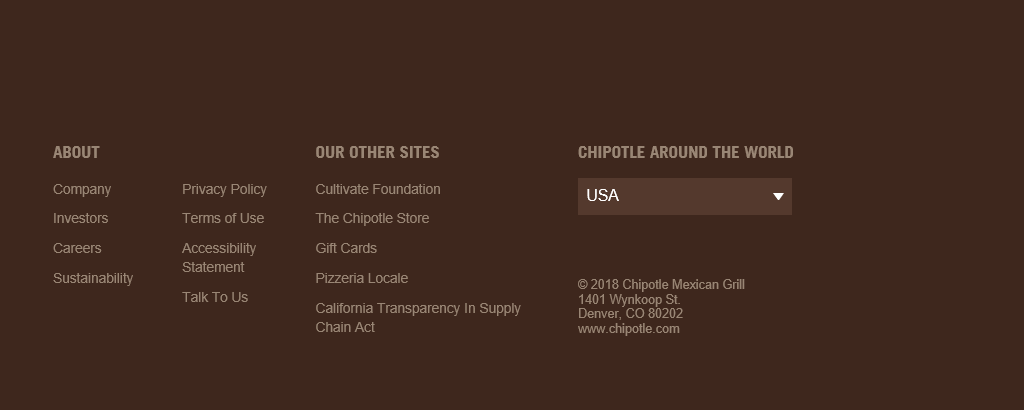 ABOUT
Company
Investors
Careers
Sustainability
Privacy Policy
Terms of Use
Accessibility
Statement
Talk To Us
OUR OTHER SITES
Cultivate Foundation
The Chipotle Store
Gift Cards
Pizzeria Locale
California Transparency In Supply
Chain Act
CHIPOTLE AROUND THE WORLD
USA
© 2018 Chipotle Mexican Grill
1401 Wynkoop St.
Denver, CO 80202
www.chipotle.com